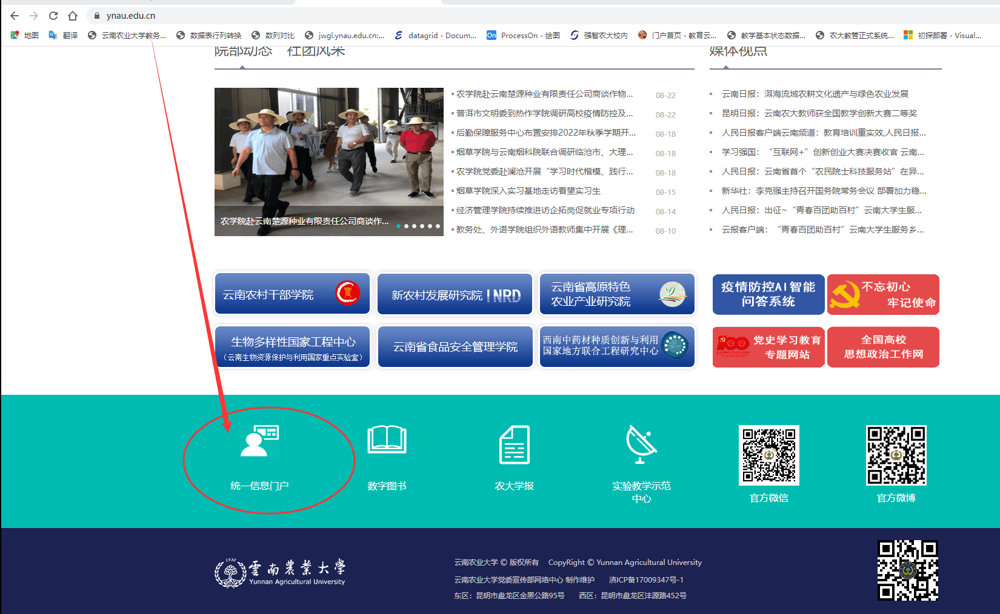 ynau.edu.cn
地图 翻译 云南农业大学教务... 数据表行列转换 数列对比 jwgl.ynau.edu.cn:... datagrid - Docum... ProcessOn - 绘图 强智农大校内 门户首页 - 教育云... 教学基本状态数据... 农大教管正式系统... 初探部署 - Visual...
院部动态 社团风采
农学院赴云南楚源种业有限责任公司商谈作...
农学院赴云南楚源种业有限责任公司商谈作物... 08-22
普洱市文明委到热作学院调研高校疫情防控及... 08-22
后勤保障服务中心布置安排2022年秋季学期开... 08-18
烟草学院与云南烟科院联合调研临沧市、大理... 08-18
农学院党委赴澜沧开展“学习时代楷模、践行... 08-18
烟草学院深入实习基地走访看望实习生 08-15
经济管理学院持续推进访企拓岗促就业专项行动 08-14
教务处、外语学院组织外语教师集中开展《理... 08-10
媒体视点
云南日报：洱海流域农耕文化遗产与绿色农业发展
昆明日报：云南农大教师获全国教学创新大赛二等奖
人民日报客户端云南频道：教育培训重实效,人民日报...
学习强国：“互联网+”创新创业大赛决赛收官 云南...
人民日报：云南省首个“农民院士科技服务站”在异...
新华社：李克强主持召开国务院常务会议 部署加力稳...
人民日报：出征~“青春百团助百村”云南大学生服...
云报客户端：“青春百团助百村”云南大学生服务乡...
云南农村干部学院
新农村发展研究院 INRD
云南省高原特色
农业产业研究院
疫情防控AI智能
问答系统
不忘初心
牢记使命
生物多样性国家工程中心
（云南生物资源保护与利用国家重点实验室）
云南省食品安全管理学院
西南中药材种质创新与利用
国家地方联合工程研究中心
党史学习教育
专题网站
全国高校
思想政治工作网
统一信息门户
数字图书
农大学报
实验教学示范
中心
官方微信
官方微博
1938
雲南農業大學
Yunnan Agricultural University
云南农业大学 © 版权所有 CopyRight © Yunnan Agricultural University
云南农业大学党委宣传部网络中心 制作维护 滇ICP备17009347号-1
东区：昆明市盘龙区金黑公路95号 西区：昆明市盘龙区沣源路452号